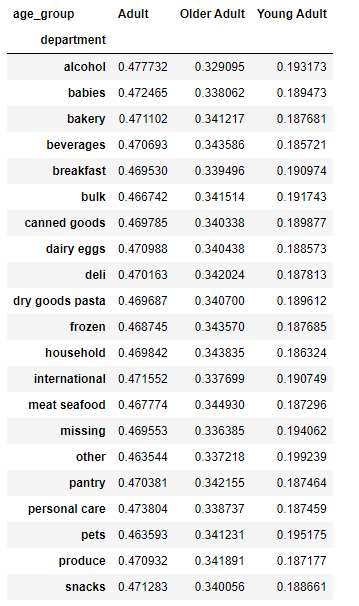 age_group Adult Older Adult Young Adult
department
alcohol 0.477732 0.329095 0.193173
babies 0.472465 0.338062 0.189473
bakery 0.471102 0.341217 0.187681
beverages 0.470693 0.343586 0.185721
breakfast 0.469530 0.339496 0.190974
bulk 0.466742 0.341514 0.191743
canned goods 0.469785 0.340338 0.189877
dairy eggs 0.470988 0.340438 0.188573
deli 0.470163 0.342024 0.187813
dry goods pasta 0.469687 0.340700 0.189612
frozen 0.468745 0.343570 0.187685
household 0.469842 0.343835 0.186324
international 0.471552 0.337699 0.190749
meat seafood 0.467774 0.344930 0.187296
missing 0.469553 0.336385 0.194062
other 0.463544 0.337218 0.199239
pantry 0.470381 0.342155 0.187464
personal care 0.473804 0.338737 0.187459
pets 0.463593 0.341231 0.195175
produce 0.470932 0.341891 0.187177
snacks 0.471283 0.340056 0.188661